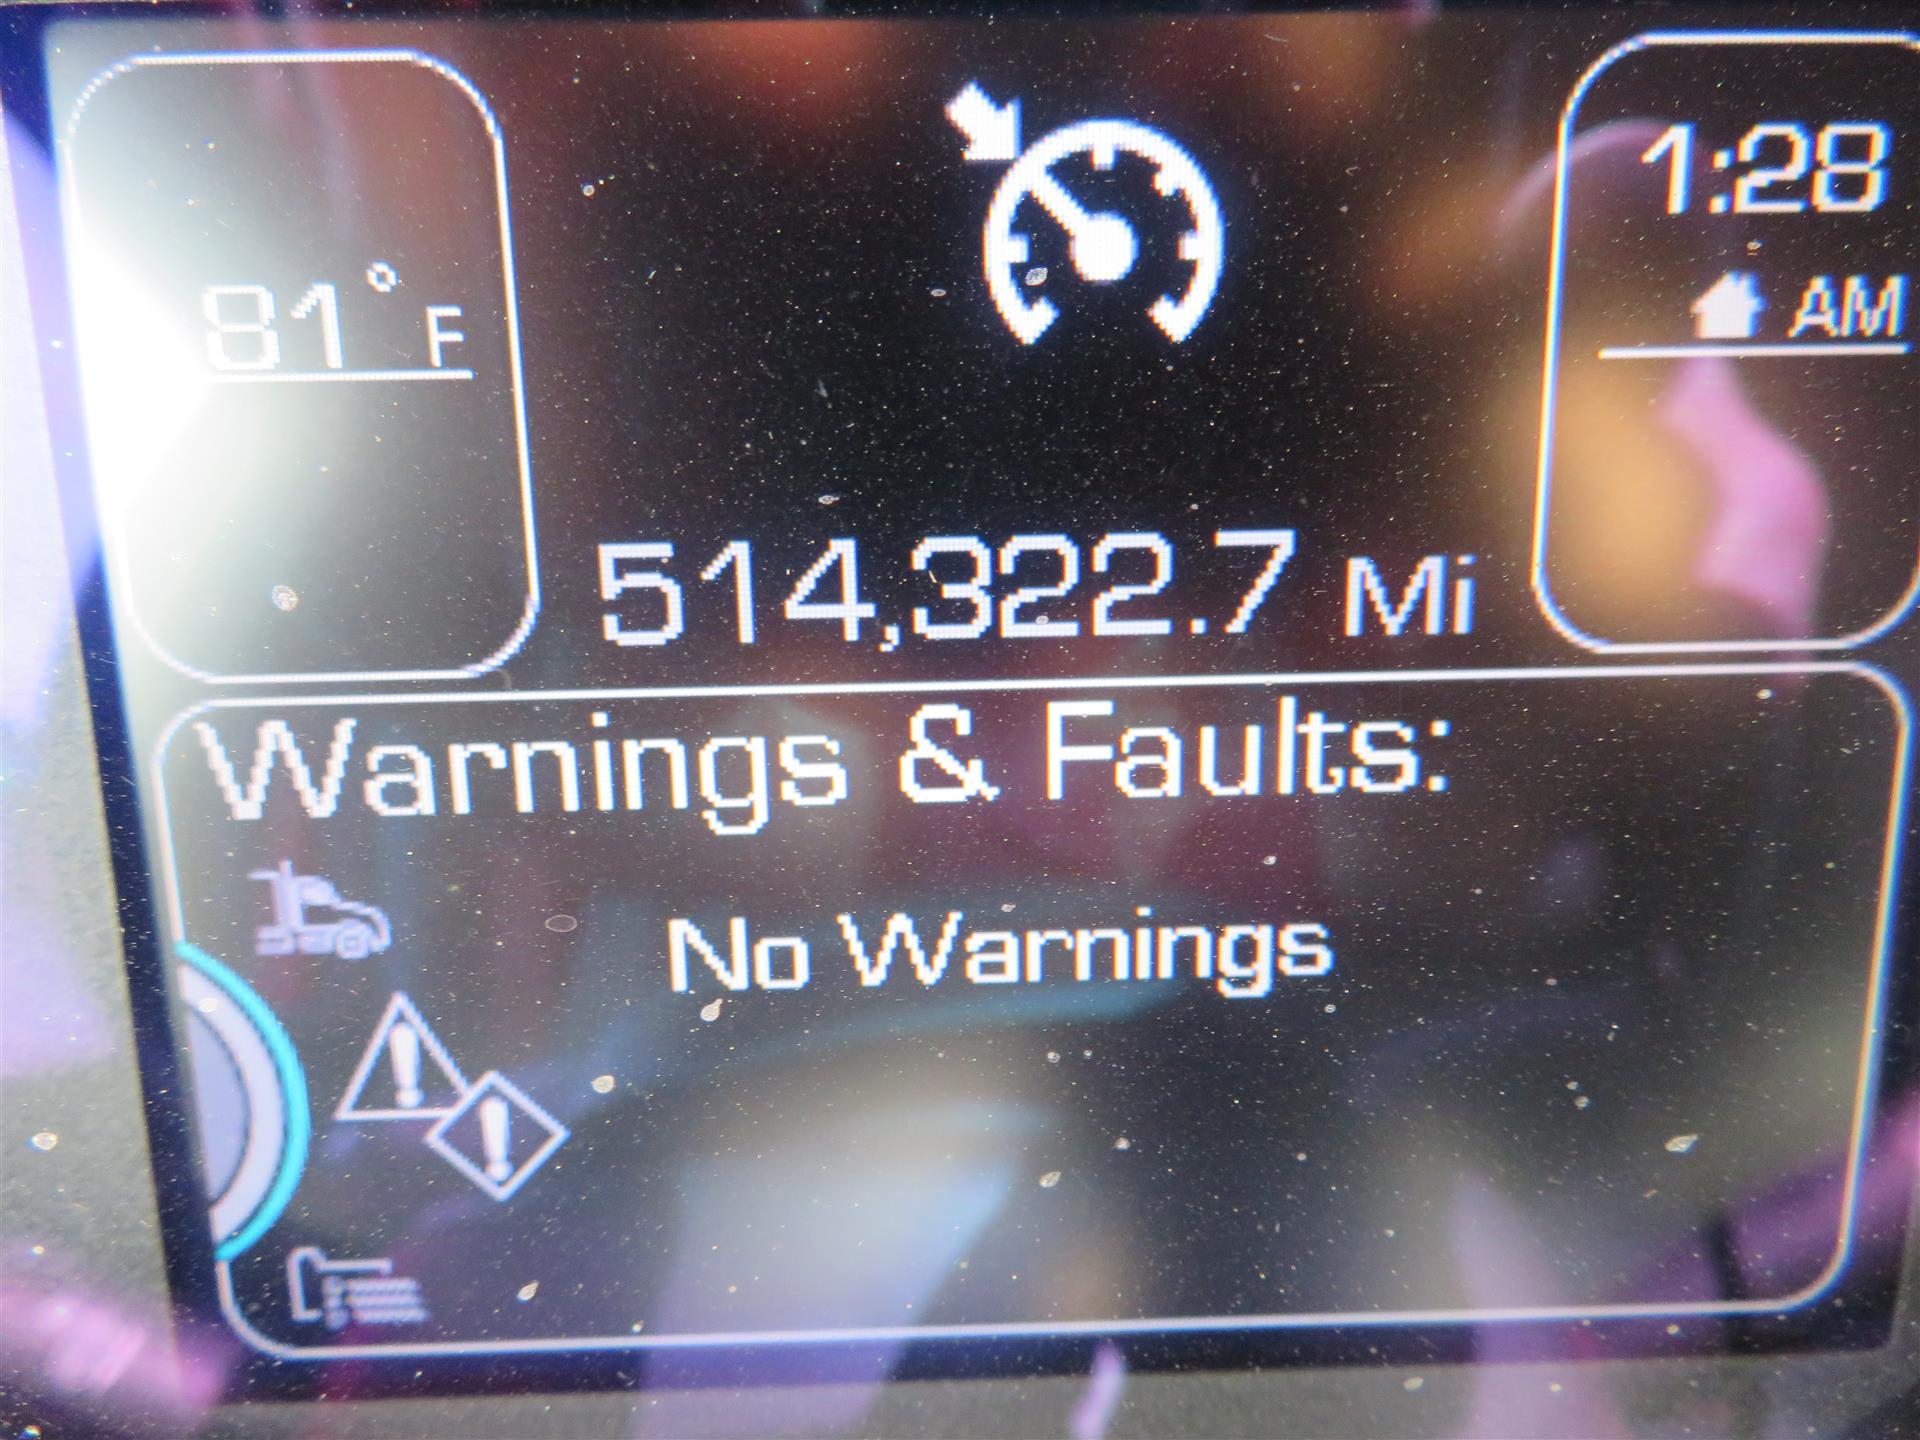 81°F
1:28
AM
514,322.7 Mi
Warnings & Faults:
No Warnings